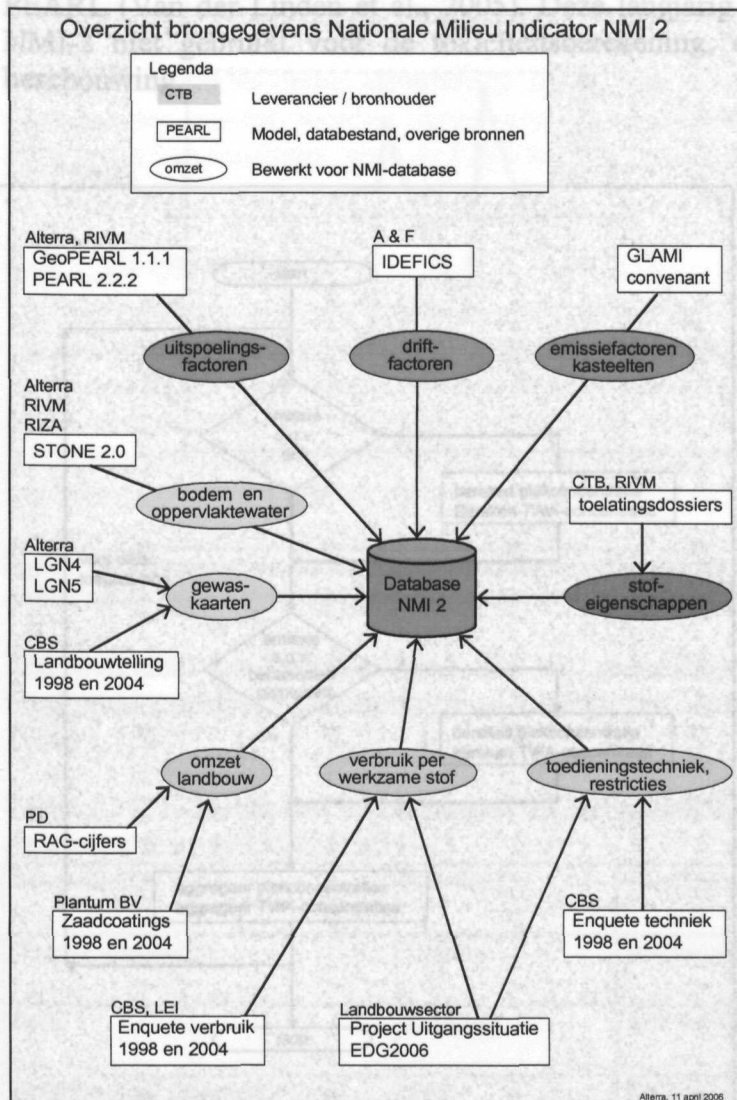 Overzicht brongegevens Nationale Milieu Indicator NMI 2
Legenda
CTB
Leverancier / bronhouder
PEARL
Model, databestand, overige bronnen
omzet
Bewerkt voor NMI-database
Alterra, RIVM
GeoPEARL 1.1.1
PEARL 2.2.2
A & F
IDEFICS
GLAMI
convenant
uitspoelings-
factoren
drift-
factoren
emissiefactoren
kasteelten
Alterra
RIVM
RIZA
STONE 2.0
bodem en
oppervlaktewater
CTB, RIVM
toelatingsdossiers
Alterra
LGN4
LGN5
gewas-
kaarten
Database
NMI 2
stof-
eigenschappen
CBS
Landbouwtelling
1998 en 2004
omzet
landbouw
verbruik per
werkzame stof
toedieningstechniek,
restricties
PD
RAG-cijfers
Plantum BV
Zaadcoatings
1998 en 2004
CBS
Enquete techniek
1998 en 2004
CBS, LEI
Enquete verbruik
1998 en 2004
Landbouwsector
Project Uitgangssituatie
EDG2006
Alterra, 11 april 2006